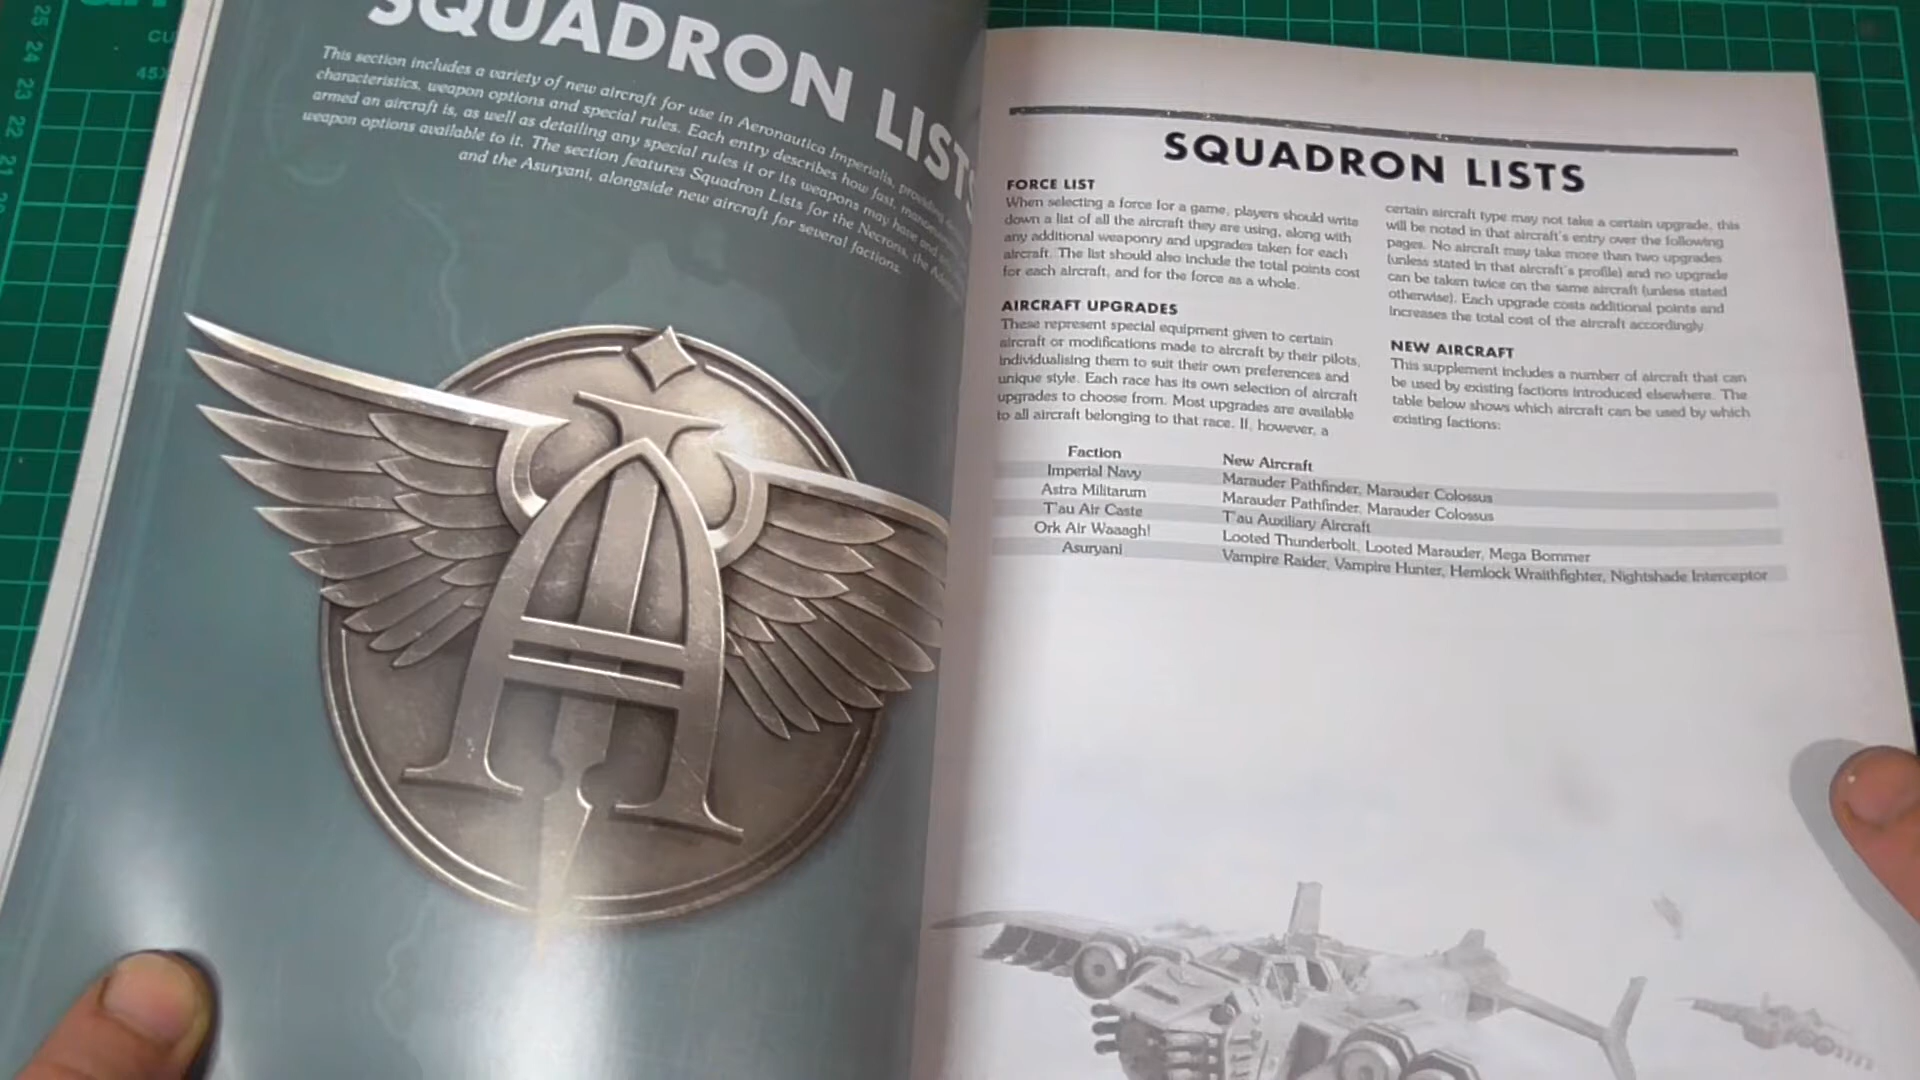 SQUADRON LISTS
This section includes a variety of new aircraft for use in Aeronautica Imperialis, providing
characteristics, weapon options and special rules. Each entry describes how fast,
armed an aircraft is, as well as detailing any special rules it or its weapons may have and
weapon options available to it. The section features Squadron Lists for the Necrons, the
and the Asuryani, alongside new aircraft for several factions.
SQUADRON LISTS
FORCE LIST
When selecting a force for a game, players should write
down a list of all the aircraft they are using, along with
any additional weaponry and upgrades taken for each
aircraft. The list should also include the total points cost
for each aircraft, and for the force as a whole.
AIRCRAFT UPGRADES
These represent special equipment given to certain
aircraft or modifications made to aircraft by their pilots,
individualising them to suit their own preferences and
unique style. Each race has its own selection of aircraft
upgrades to choose from. Most upgrades are available
to all aircraft belonging to that race. If, however, a
certain aircraft type may not take a certain upgrade, this
will be noted in that aircraft's entry over the following
pages. No aircraft may take more than two upgrades
(unless stated in that aircraft's profile) and no upgrade
can be taken twice on the same aircraft (unless stated
otherwise). Each upgrade costs additional points and
increases the total cost of the aircraft accordingly.
NEW AIRCRAFT
This supplement includes a number of aircraft that can
be used by existing factions introduced elsewhere. The
table below shows which aircraft can be used by which
existing factions:
Faction New Aircraft
Imperial Navy Marauder Pathfinder, Marauder Colossus
Astra Militarum Marauder Pathfinder, Marauder Colossus
T'au Air Caste T'au Auxiliary Aircraft
Ork Air Waaagh! Looted Thunderbolt, Looted Marauder, Mega Bommer
Asuryani Vampire Raider, Vampire Hunter, Hemlock Wraithfighter, Nightshade Interceptor
25
24
23
22
21
45